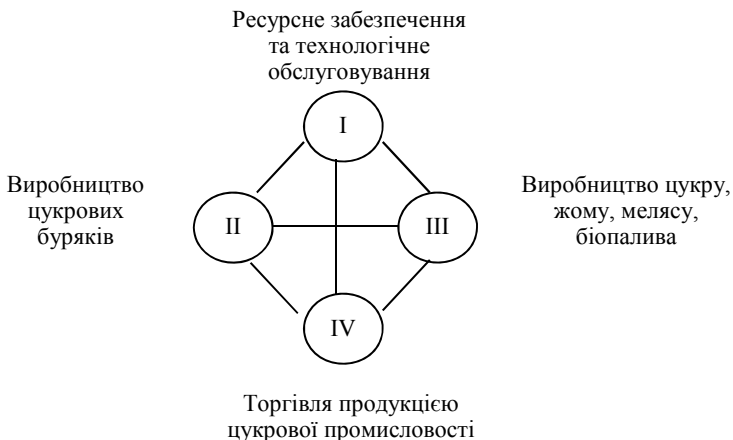 Ресурсне забезпечення
та технологічне
обслуговування
I
Виробництво
цукрових
буряків
II
III
Виробництво цукру,
жому, мелясу,
біопалива
IV
Торгівля продукцією
цукрової промисловості